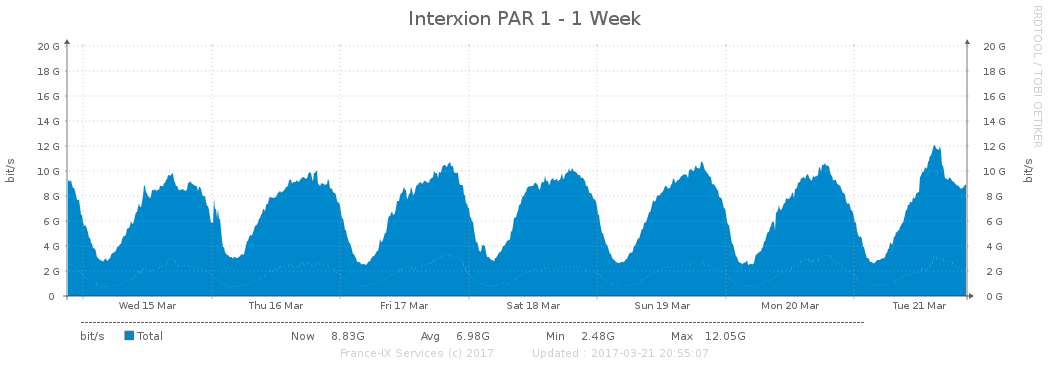 Interxion PAR 1 - 1 Week
RRDTOOL / TOBI OETIKER
bit/s
bit/s
20 G 20 G
18 G 18 G
16 G 16 G
14 G 14 G
12 G 12 G
10 G 10 G
8 G 8 G
6 G 6 G
4 G 4 G
2 G 2 G
0 0 G
Wed 15 Mar Thu 16 Mar Fri 17 Mar Sat 18 Mar Sun 19 Mar Mon 20 Mar Tue 21 Mar
bit/s Total Now 8.83G Avg 6.98G Min 2.48G Max 12.05G
France-IX Services (c) 2017 Updated : 2017-03-21 20:55:07